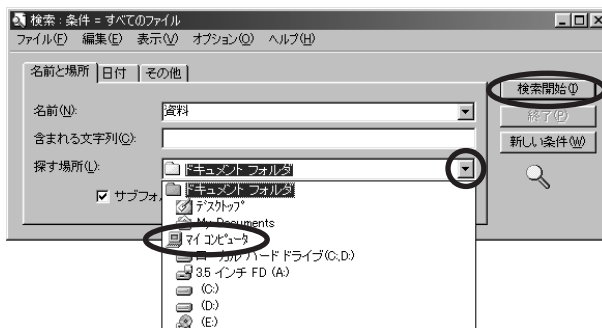 検索 : 条件 = すべてのファイル
ファイル(F) 編集(E) 表示(V) オプション(O) ヘルプ(H)
名前と場所 日付 その他
検索開始(I)
名前(N): 資料
終了(P)
含まれる文字列(C):
新しい条件(W)
探す場所(L): ドキュメント フォルダ
サブフォ
ドキュメント フォルダ
デスクトップ
My Documents
マイ コンピュータ
ローカル ハード ドライブ(C:,D:)
3.5 インチ FD (A:)
(C:)
(D:)
(E:)